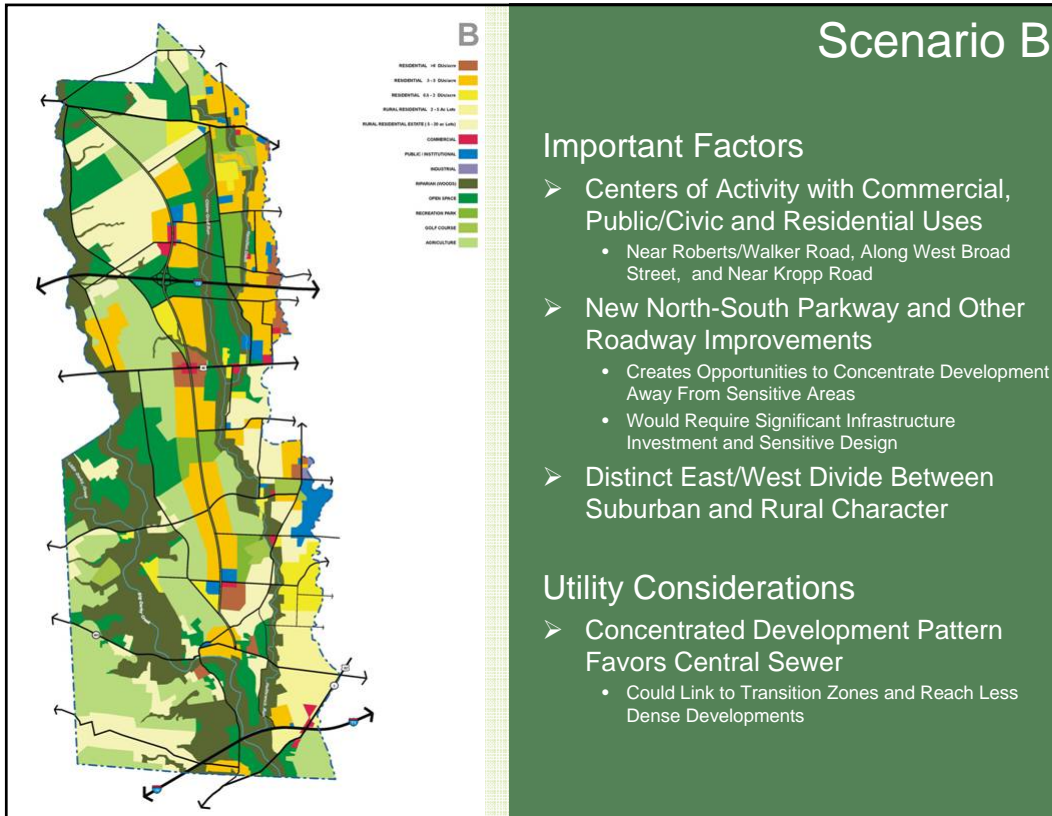 B
RESIDENTIAL >5 DUs/acre
RESIDENTIAL 3 - 5 DUs/acre
RESIDENTIAL 0.5 - 3 DUs/acre
RURAL RESIDENTIAL 2 - 5 Ac Lots
RURAL RESIDENTIAL ESTATE ( 5 - 20 ac Lots)
COMMERCIAL
PUBLIC / INSTITUTIONAL
INDUSTRIAL
RIPARIAN (WOODS)
OPEN SPACE
RECREATION PARK
GOLF COURSE
AGRICULTURE
Scenario B
Important Factors
➢ Centers of Activity with Commercial,
Public/Civic and Residential Uses
• Near Roberts/Walker Road, Along West Broad
Street, and Near Kropp Road
➢ New North-South Parkway and Other
Roadway Improvements
• Creates Opportunities to Concentrate Development
Away From Sensitive Areas
• Would Require Significant Infrastructure
Investment and Sensitive Design
➢ Distinct East/West Divide Between
Suburban and Rural Character
Utility Considerations
➢ Concentrated Development Pattern
Favors Central Sewer
• Could Link to Transition Zones and Reach Less
Dense Developments